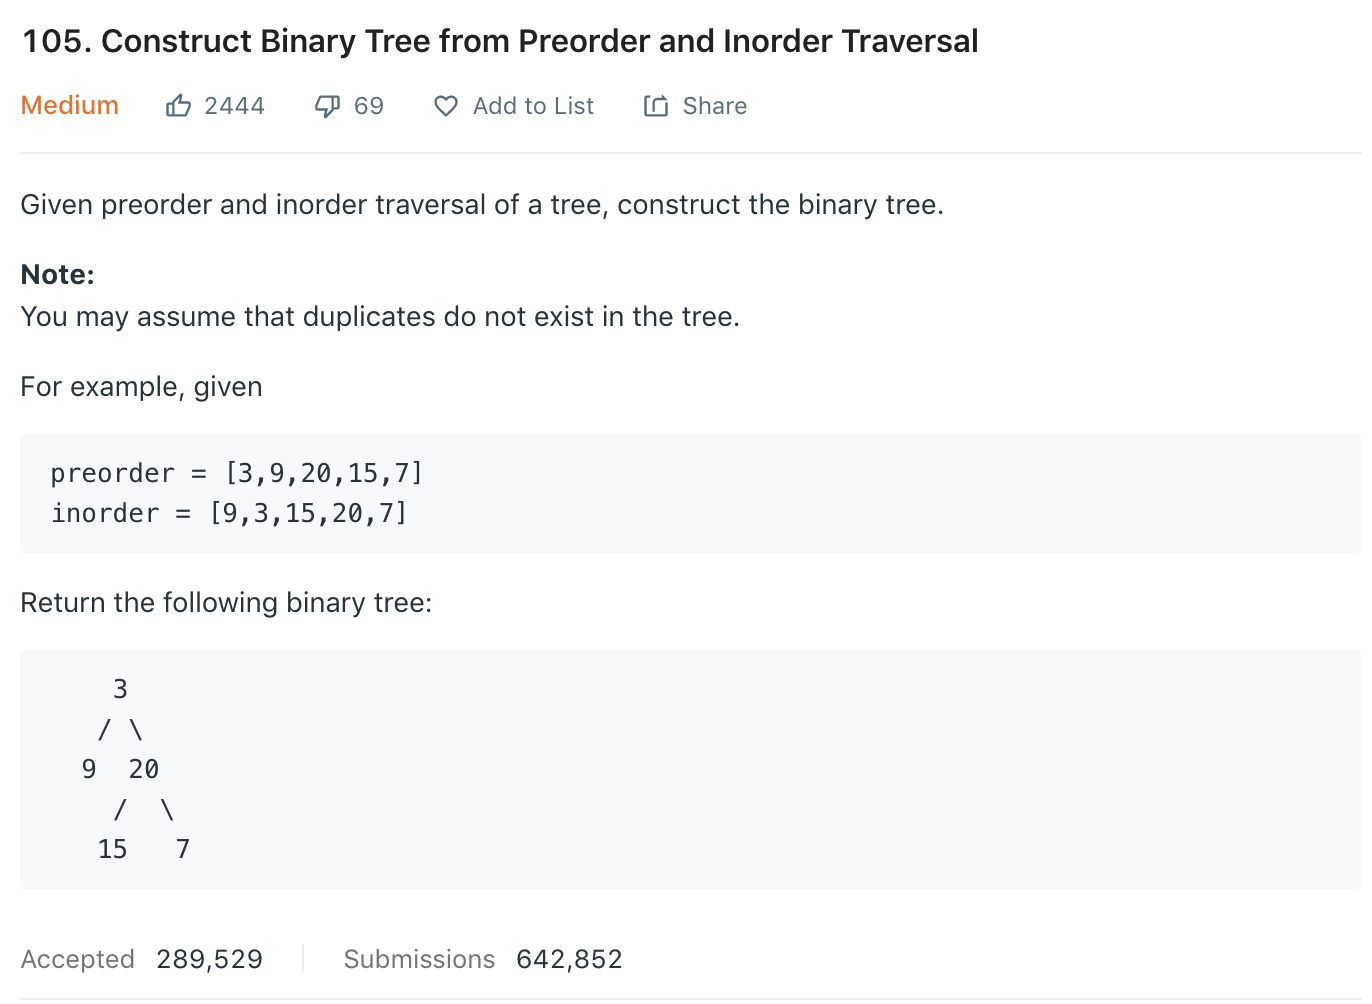 105. Construct Binary Tree from Preorder and Inorder Traversal
Medium 2444 69 Add to List Share
Given preorder and inorder traversal of a tree, construct the binary tree.
Note:
You may assume that duplicates do not exist in the tree.
For example, given
preorder = [3,9,20,15,7]
inorder = [9,3,15,20,7]
Return the following binary tree:
    3
   / \
  9  20
    /  \
   15   7
Accepted 289,529 Submissions 642,852